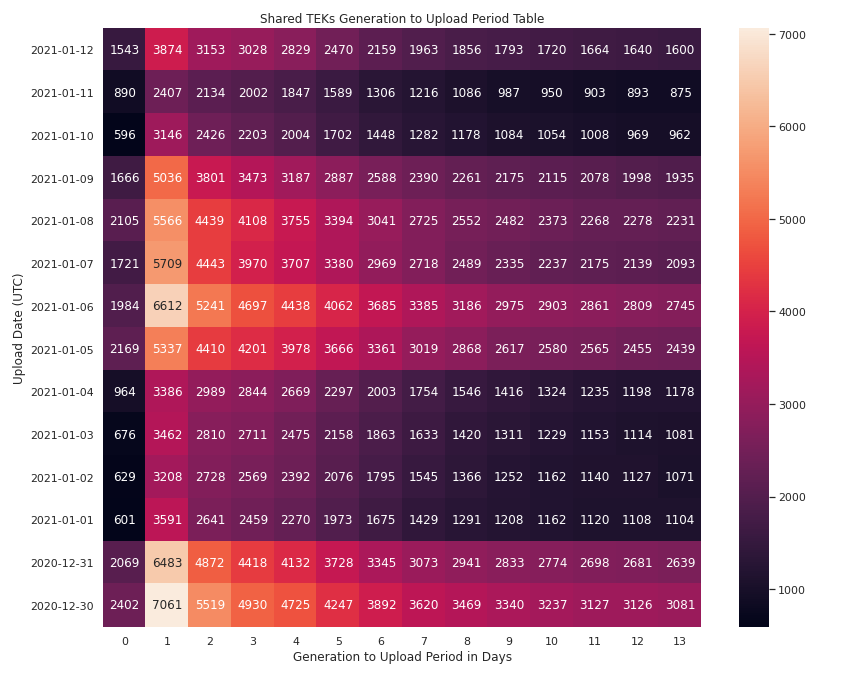 Shared TEKs Generation to Upload Period Table
Upload Date (UTC)
2021-01-12 1543 3874 3153 3028 2829 2470 2159 1963 1856 1793 1720 1664 1640 1600
2021-01-11 890 2407 2134 2002 1847 1589 1306 1216 1086 987 950 903 893 875
2021-01-10 596 3146 2426 2203 2004 1702 1448 1282 1178 1084 1054 1008 969 962
2021-01-09 1666 5036 3801 3473 3187 2887 2588 2390 2261 2175 2115 2078 1998 1935
2021-01-08 2105 5566 4439 4108 3755 3394 3041 2725 2552 2482 2373 2268 2278 2231
2021-01-07 1721 5709 4443 3970 3707 3380 2969 2718 2489 2335 2237 2175 2139 2093
2021-01-06 1984 6612 5241 4697 4438 4062 3685 3385 3186 2975 2903 2861 2809 2745
2021-01-05 2169 5337 4410 4201 3978 3666 3361 3019 2868 2617 2580 2565 2455 2439
2021-01-04 964 3386 2989 2844 2669 2297 2003 1754 1546 1416 1324 1235 1198 1178
2021-01-03 676 3462 2810 2711 2475 2158 1863 1633 1420 1311 1229 1153 1114 1081
2021-01-02 629 3208 2728 2569 2392 2076 1795 1545 1366 1252 1162 1140 1127 1071
2021-01-01 601 3591 2641 2459 2270 1973 1675 1429 1291 1208 1162 1120 1108 1104
2020-12-31 2069 6483 4872 4418 4132 3728 3345 3073 2941 2833 2774 2698 2681 2639
2020-12-30 2402 7061 5519 4930 4725 4247 3892 3620 3469 3340 3237 3127 3126 3081
0 1 2 3 4 5 6 7 8 9 10 11 12 13
Generation to Upload Period in Days
7000
6000
5000
4000
3000
2000
1000